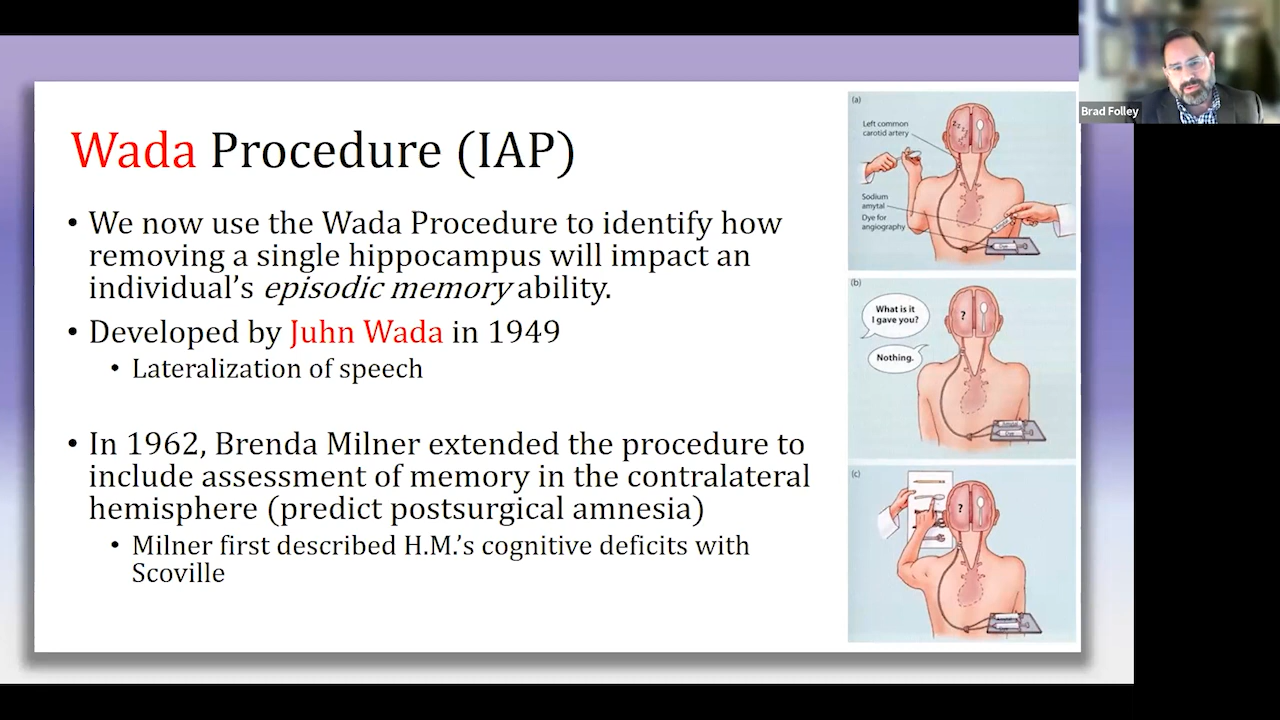 Wada Procedure (IAP)
• We now use the Wada Procedure to identify how
removing a single hippocampus will impact an
individual's episodic memory ability.
• Developed by Juhn Wada in 1949
• Lateralization of speech
• In 1962, Brenda Milner extended the procedure to
include assessment of memory in the contralateral
hemisphere (predict postsurgical amnesia)
• Milner first described H.M.'s cognitive deficits with
Scoville
(a)
Left common
carotid artery
Sodium
amytal
Dye for
angiography
(b)
What is it
I gave you?
?
Nothing.
(c)
?
Brad Folley